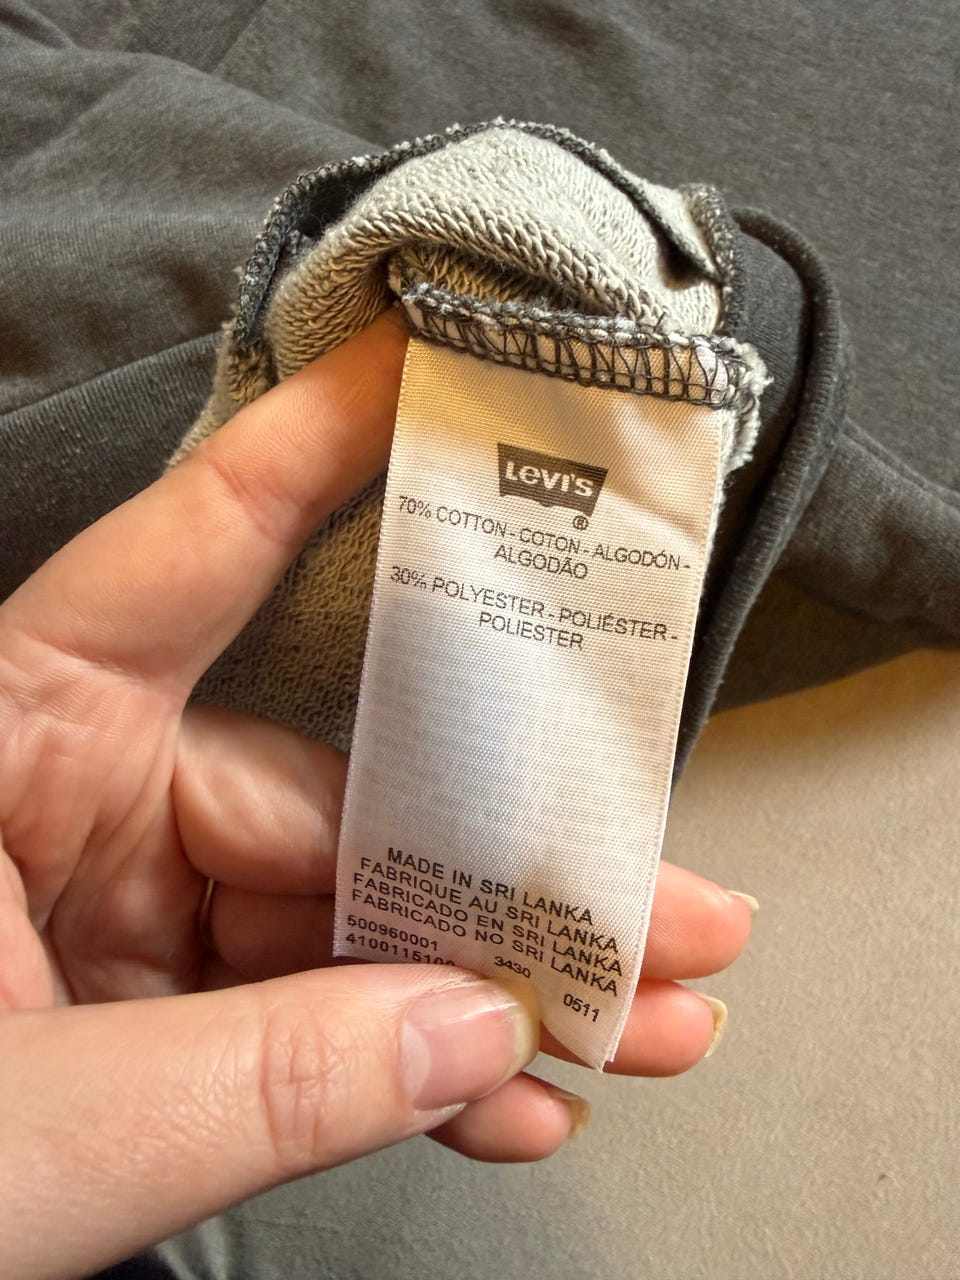 Levi's
®
70% COTTON - COTON - ALGODÓN -
ALGODÃO
30% POLYESTER - POLIÉSTER -
POLIESTER
MADE IN SRI LANKA
FABRIQUE AU SRI LANKA
FABRICADO EN SRI LANKA
FABRICADO NO SRI LANKA
500960001
3430
0511